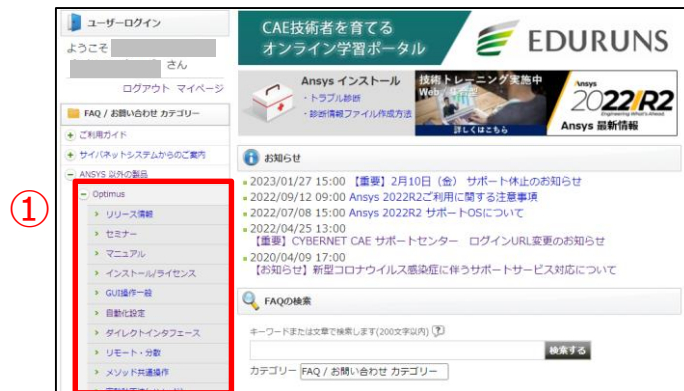 ①
ユーザーログイン
ようこそ
さん
ログアウト マイページ
FAQ / お問い合わせ カテゴリー
ご利用ガイド
サイバネットシステムからのご案内
ANSYS 以外の製品
Optimus
リリース情報
セミナー
マニュアル
インストール/ライセンス
GUI操作一般
自動化設定
ダイレクトインタフェース
リモート・分散
メソッド共通操作
CAE技術者を育てる
オンライン学習ポータル
EDURUNS
Ansys インストール
・トラブル診断
・診断情報ファイル作成方法
技術トレーニング実施中
詳しくはこちら
Ansys
2022 R2
Engineering What's Ahead.
Ansys 最新情報
お知らせ
2023/01/27 15:00 【重要】2月10日（金） サポート休止のお知らせ
2022/09/12 09:00 Ansys 2022R2ご利用に関する注意事項
2022/07/08 15:00 Ansys 2022R2 サポートOSについて
2022/04/25 13:00
【重要】CYBERNET CAE サポートセンター　ログインURL変更のお知らせ
2020/04/09 17:00
【お知らせ】新型コロナウイルス感染症に伴うサポートサービス対応について
FAQの検索
キーワードまたは文章で検索します(200文字以内)
検索する
カテゴリー FAQ / お問い合わせ カテゴリー